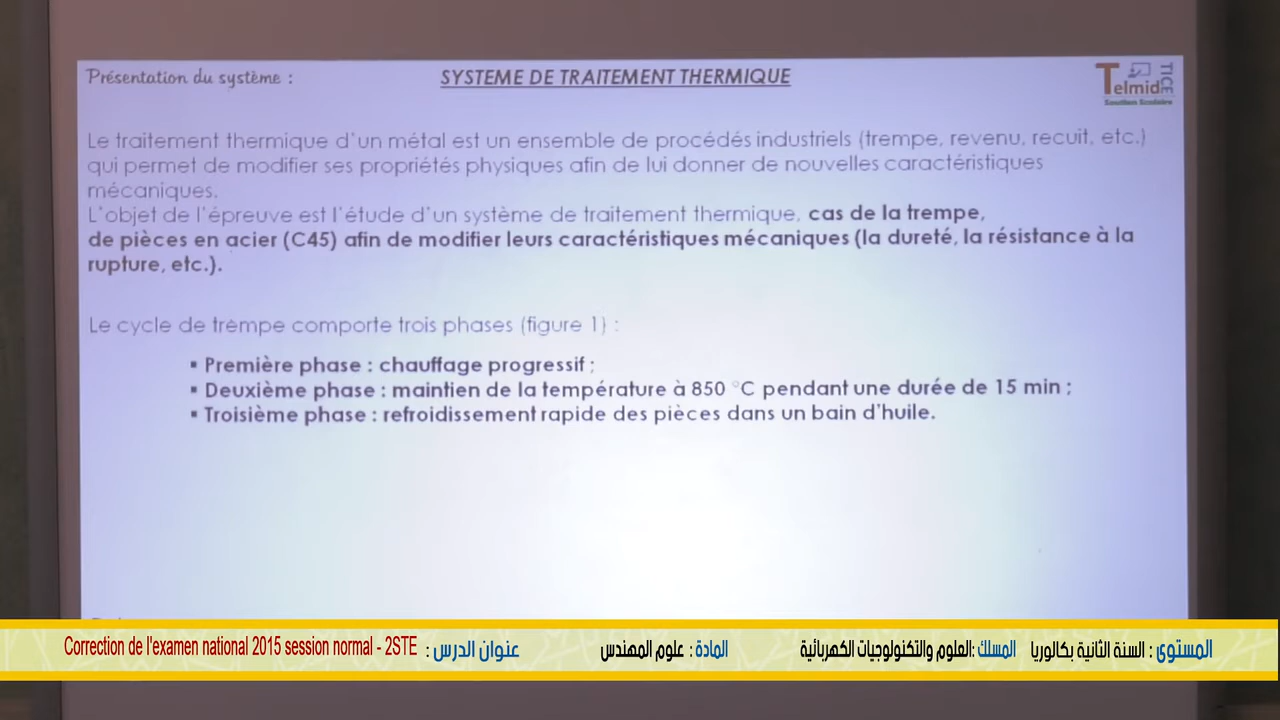 Présentation du système :
SYSTEME DE TRAITEMENT THERMIQUE
Telmid TICE
Soutien Scolaire
Le traitement thermique d'un métal est un ensemble de procédés industriels (trempe, revenu, recuit, etc.)
qui permet de modifier ses propriétés physiques afin de lui donner de nouvelles caractéristiques
mécaniques.
L'objet de l'épreuve est l'étude d'un système de traitement thermique, cas de la trempe,
de pièces en acier (C45) afin de modifier leurs caractéristiques mécaniques (la dureté, la résistance à la
rupture, etc.).
Le cycle de trempe comporte trois phases (figure 1) :
▪ Première phase : chauffage progressif ;
▪ Deuxième phase : maintien de la température à 850 °C pendant une durée de 15 min ;
▪ Troisième phase : refroidissement rapide des pièces dans un bain d'huile.
المستوى : السنة الثانية بكالوريا المسلك :العلوم والتكنولوجيات الكهربائية المادة : علوم المهندس عنوان الدرس : Correction de l'examen national 2015 session normal - 2STE